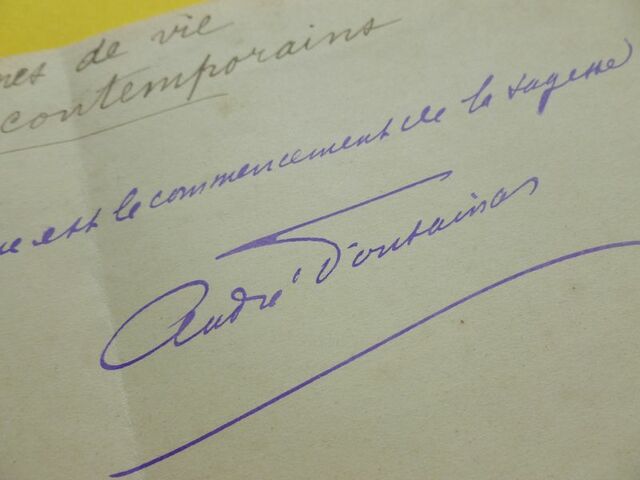 de vie
contemporains
est le commencement de la sagesse
André Fontainas